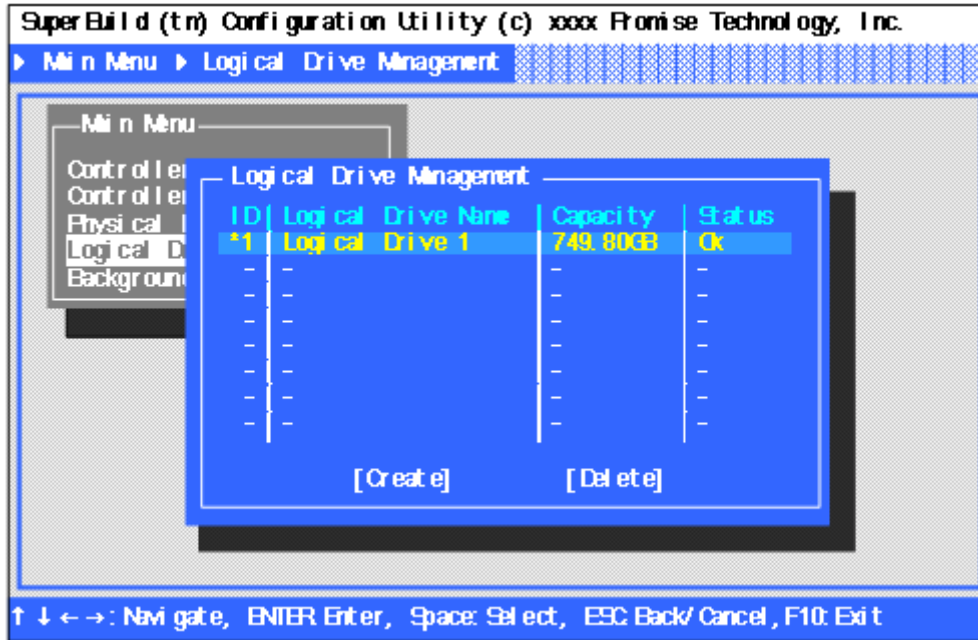 SuperBuild (tm) Configuration Utility (c) xxxx Promise Technology, Inc.
Main Menu Logical Drive Management
Main Menu
Controller
Controller
Physical
Logical
Background
Logical Drive Management
ID| Logical Drive Name | Capacity | Status
*1 | Logical Drive 1 | 749.80GB | Ok
- | - | - | -
- | - | - | -
- | - | - | -
- | - | - | -
- | - | - | -
- | - | - | -
- | - | - | -
[Create] [Delete]
↑ ↓ ← →: Navigate, ENTER: Enter, Space: Select, ESC: Back/Cancel, F10: Exit